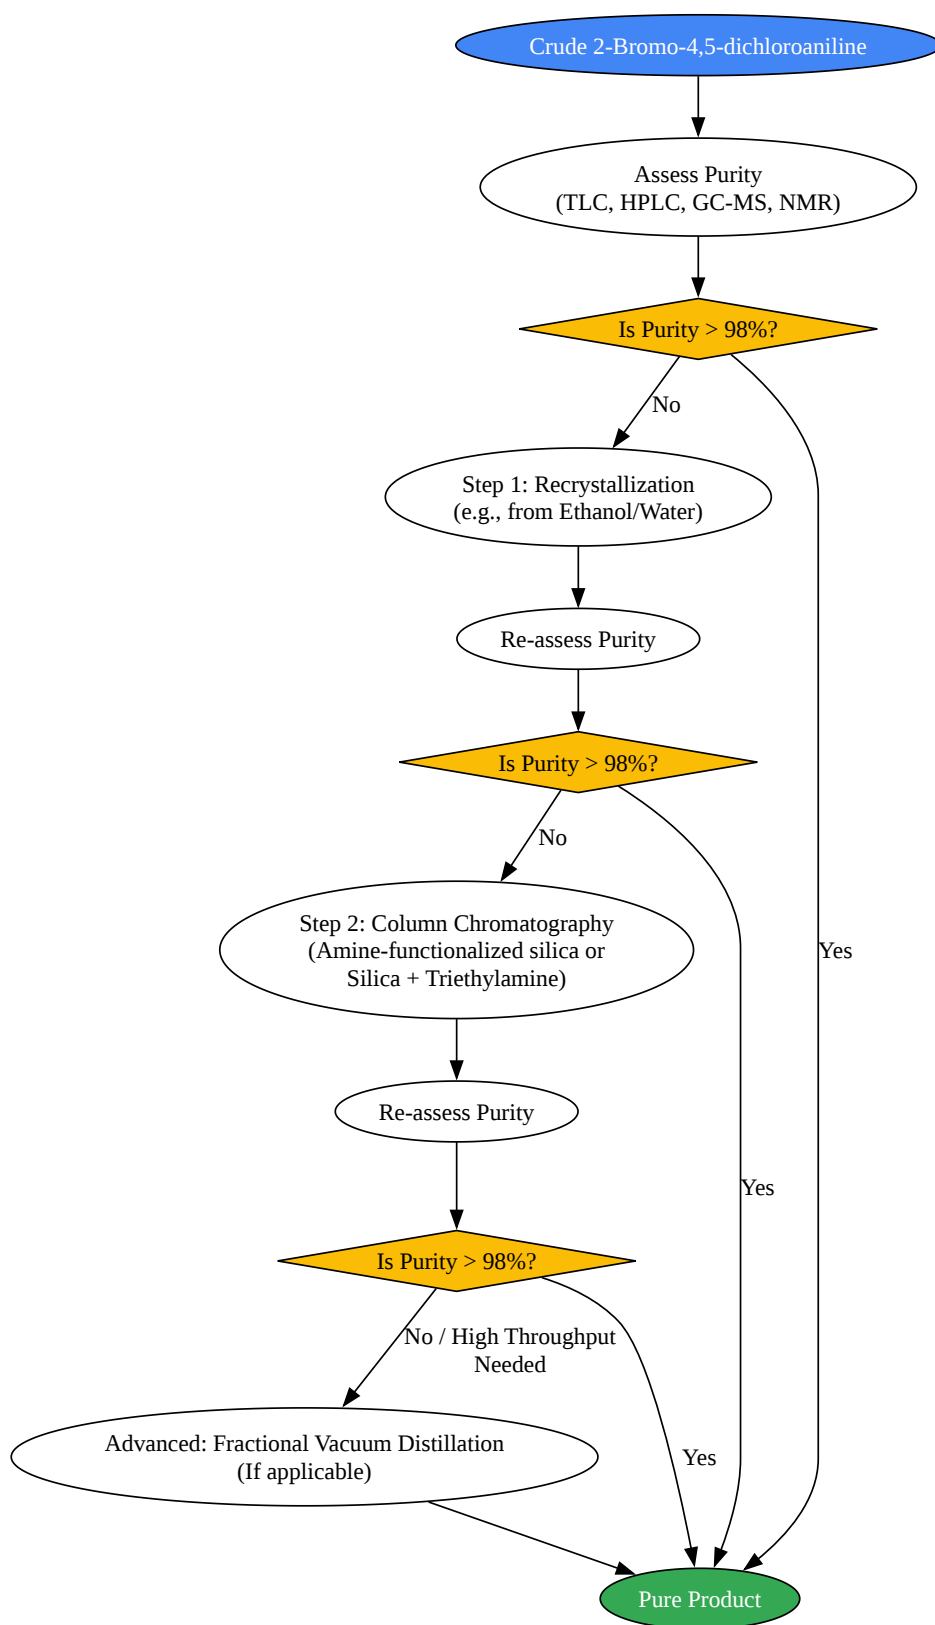 Crude 2-Bromo-4,5-dichloroaniline
Assess Purity
(TLC, HPLC, GC-MS, NMR)
Is Purity > 98%?
No
Step 1: Recrystallization
(e.g., from Ethanol/Water)
Re-assess Purity
Is Purity > 98%?
No
Step 2: Column Chromatography
(Amine-functionalized silica or
Silica + Triethylamine)
Yes
Re-assess Purity
Yes
Is Purity > 98%?
No / High Throughput
Needed
Advanced: Fractional Vacuum Distillation
(If applicable)
Yes
Pure Product